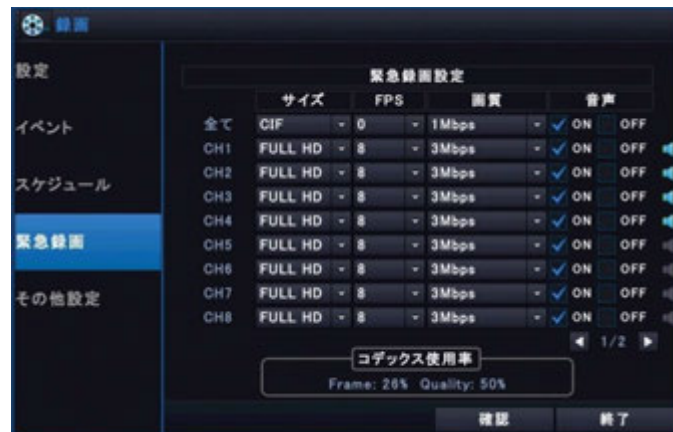 録画
設定
イベント
スケジュール
緊急録画
その他設定
緊急録画設定
サイズ FPS 画質 音声
全て CIF 0 1Mbps ON OFF
CH1 FULL HD 8 3Mbps ON OFF
CH2 FULL HD 8 3Mbps ON OFF
CH3 FULL HD 8 3Mbps ON OFF
CH4 FULL HD 8 3Mbps ON OFF
CH5 FULL HD 8 3Mbps ON OFF
CH6 FULL HD 8 3Mbps ON OFF
CH7 FULL HD 8 3Mbps ON OFF
CH8 FULL HD 8 3Mbps ON OFF
1/2
コデックス使用率
Frame: 26% Quality: 50%
確認 終了